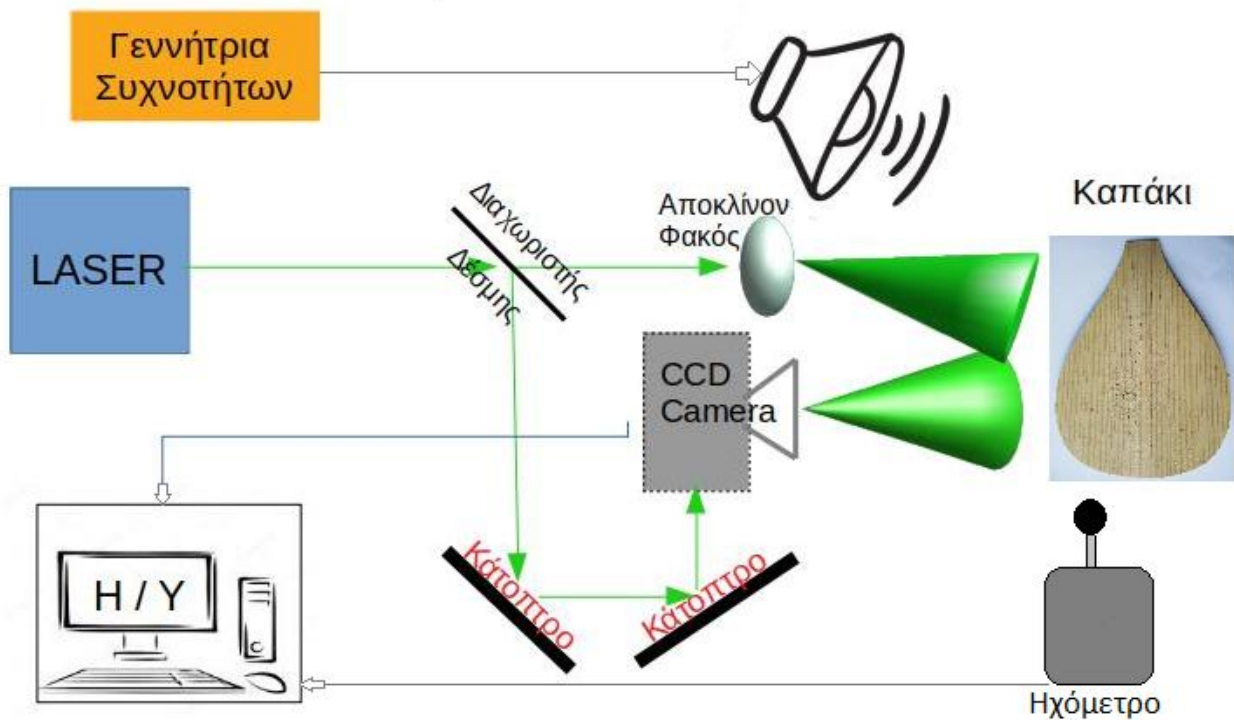 Γεννήτρια
Συχνοτήτων
LASER
Διαχωριστής
Δέσμης
Αποκλίνον
Φακός
Καπάκι
CCD
Camera
Η / Υ
Κάτοπτρο
Κάτοπτρο
Ηχόμετρο